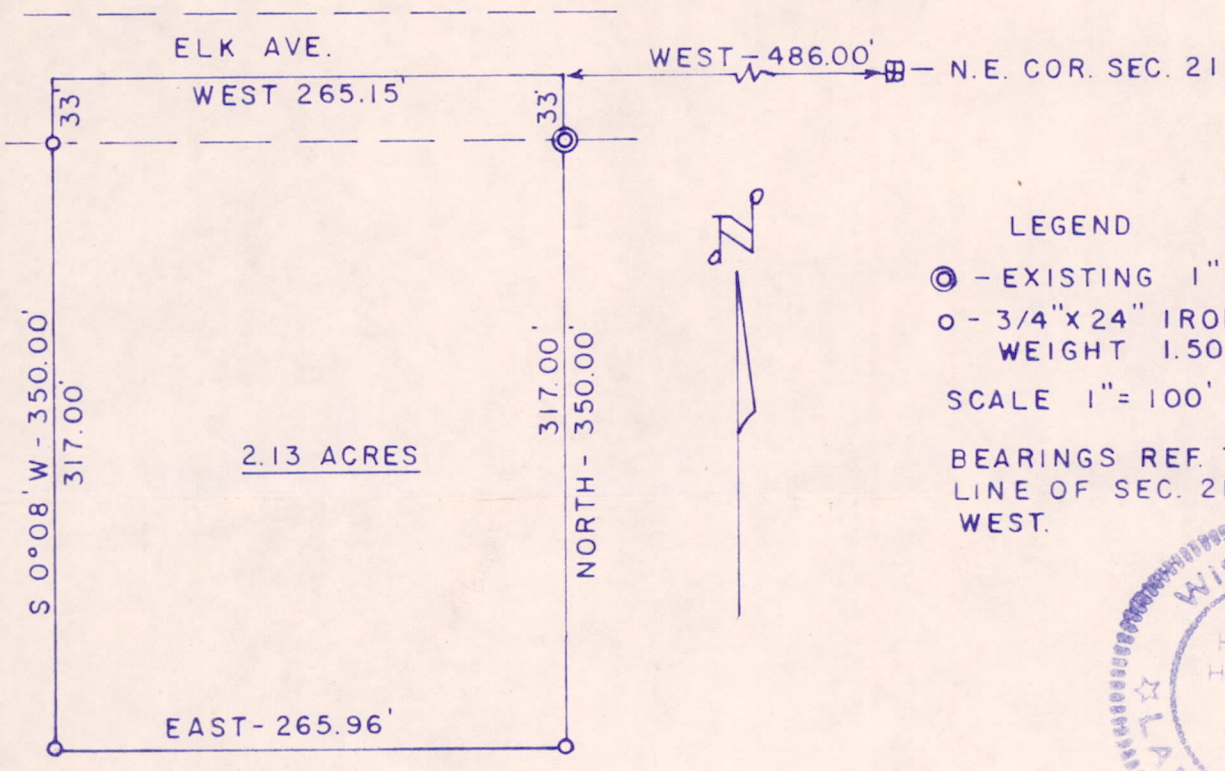 ELK AVE.
WEST - 486.00'
N.E. COR. SEC. 21
WEST 265.15'
33'
33'
LEGEND
- EXISTING 1"
- 3/4" X 24" IRO
WEIGHT 1.50
SCALE 1" = 100'
BEARINGS REF.
LINE OF SEC. 2
WEST.
S 0°08' W - 350.00'
317.00'
317.00'
NORTH - 350.00'
2.13 ACRES
EAST - 265.96'
N
WIS
LA